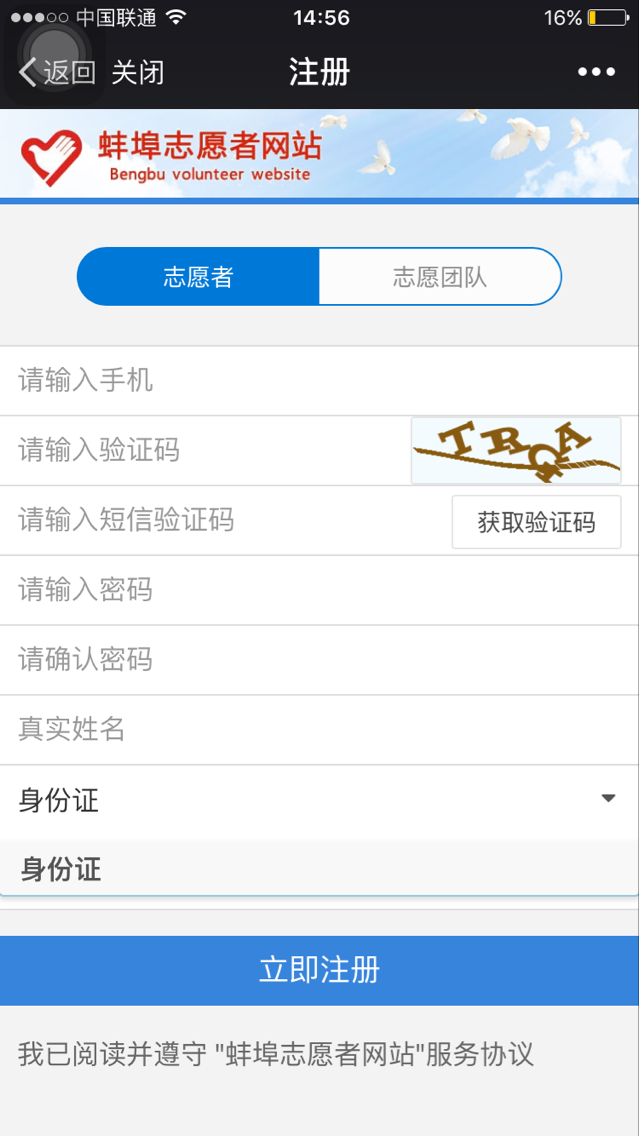 中国联通 14:56 16%
返回 关闭 注册
蚌埠志愿者网站
Bengbu volunteer website
志愿者 志愿团队
请输入手机
请输入验证码 TRQA
请输入短信验证码 获取验证码
请输入密码
请确认密码
真实姓名
身份证
身份证
立即注册
我已阅读并遵守 "蚌埠志愿者网站"服务协议